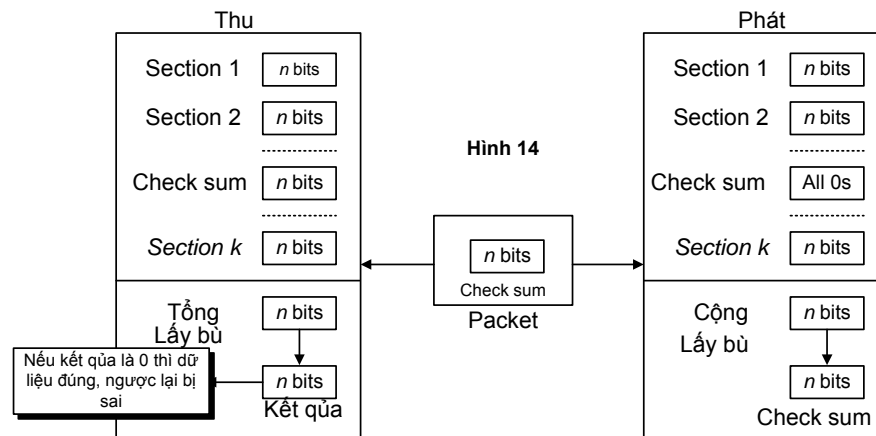 Thu
Section 1 n bits
Section 2 n bits
Check sum n bits
Section k n bits
Tổng n bits
Lấy bù
n bits
Kết qủa
Nếu kết qủa là 0 thì dữ
liệu đúng, ngược lại bị
sai
Hình 14
n bits
Check sum
Packet
Phát
Section 1 n bits
Section 2 n bits
Check sum All 0s
Section k n bits
Cộng n bits
Lấy bù
n bits
Check sum